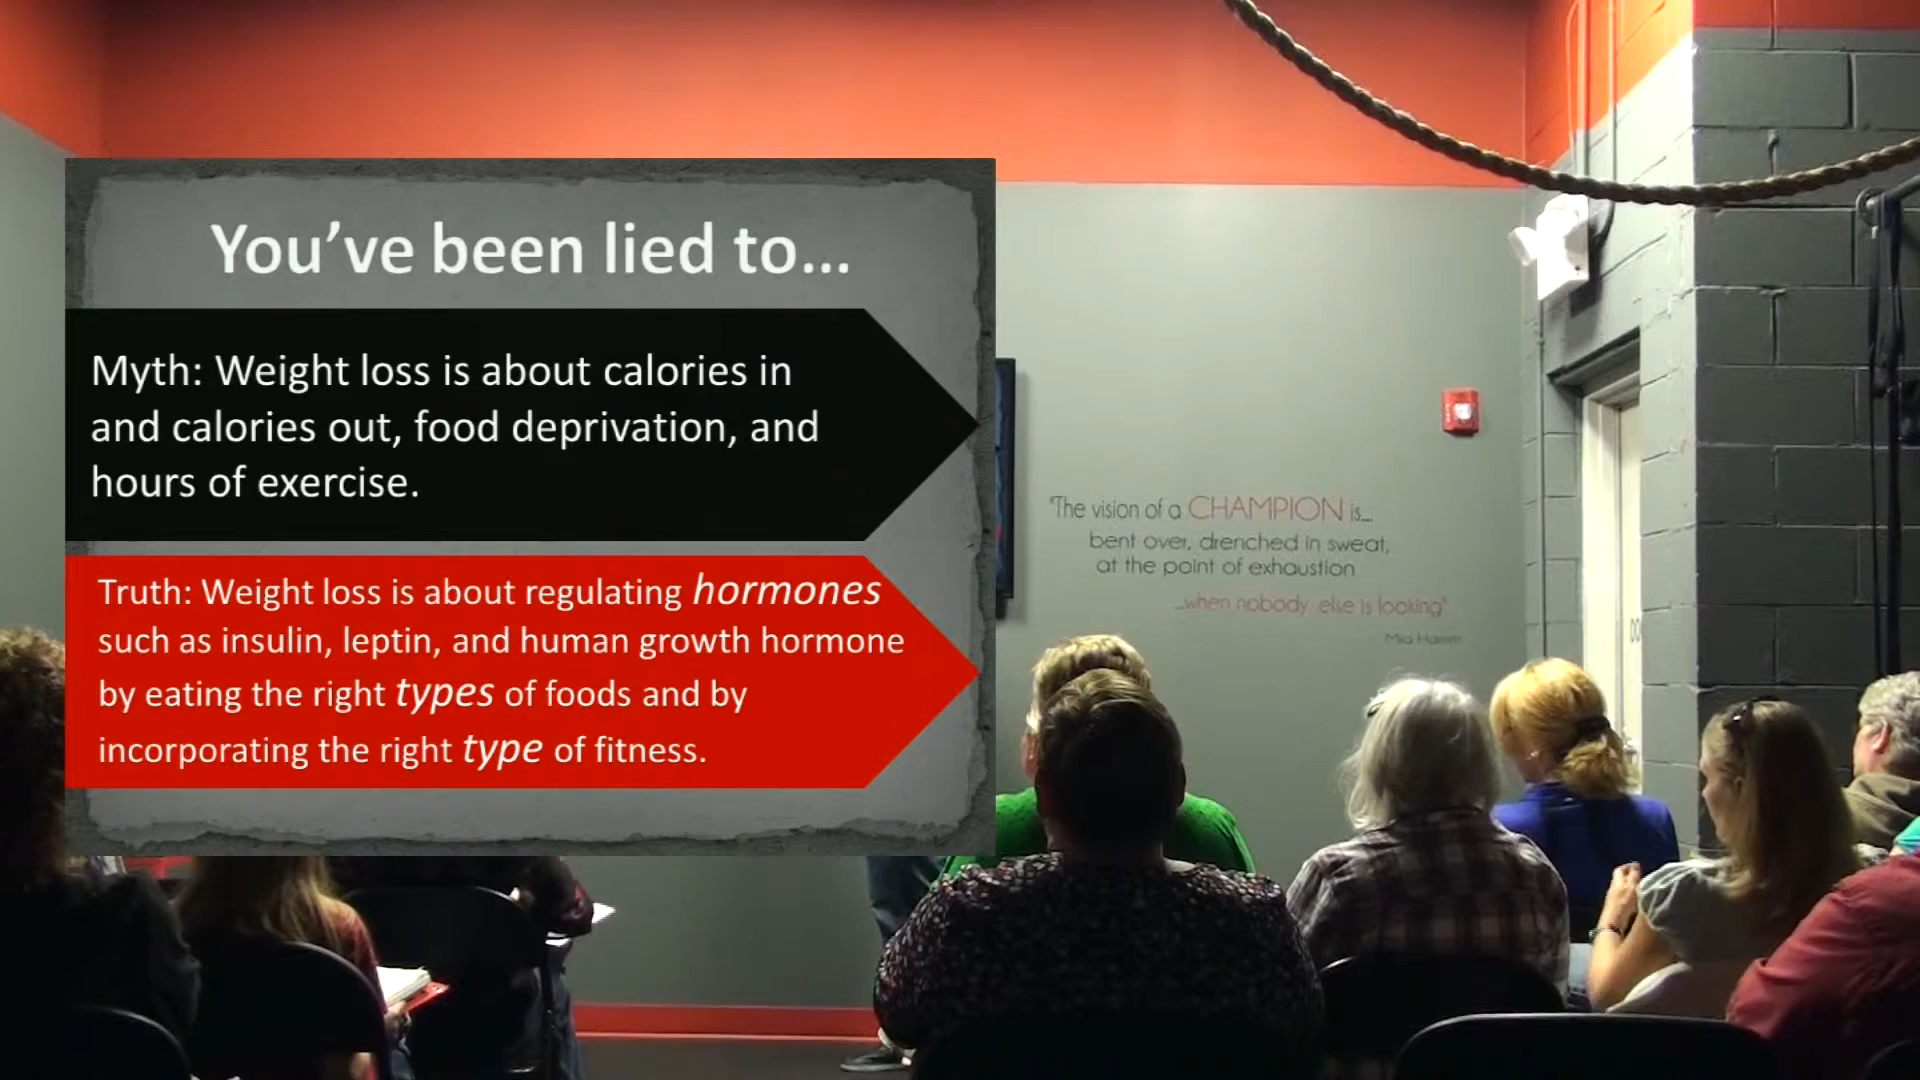 You’ve been lied to...
Myth: Weight loss is about calories in
and calories out, food deprivation, and
hours of exercise.
Truth: Weight loss is about regulating hormones
such as insulin, leptin, and human growth hormone
by eating the right types of foods and by
incorporating the right type of fitness.
"The vision of a CHAMPION is...
bent over, drenched in sweat,
at the point of exhaustion
...when nobody else is looking"
Mia Hamm